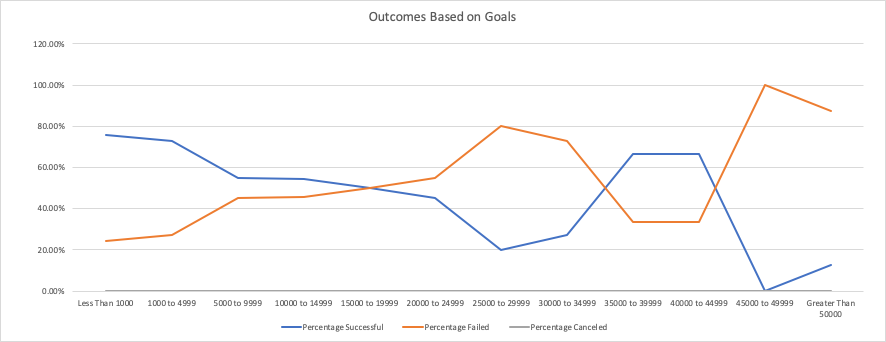 Outcomes Based on Goals
120.00%
100.00%
80.00%
60.00%
40.00%
20.00%
0.00%
Less Than 1000 1000 to 4999 5000 to 9999 10000 to 14999 15000 to 19999 20000 to 24999 25000 to 29999 30000 to 34999 35000 to 39999 40000 to 44999 45000 to 49999 Greater Than
50000
Percentage Successful Percentage Failed Percentage Canceled